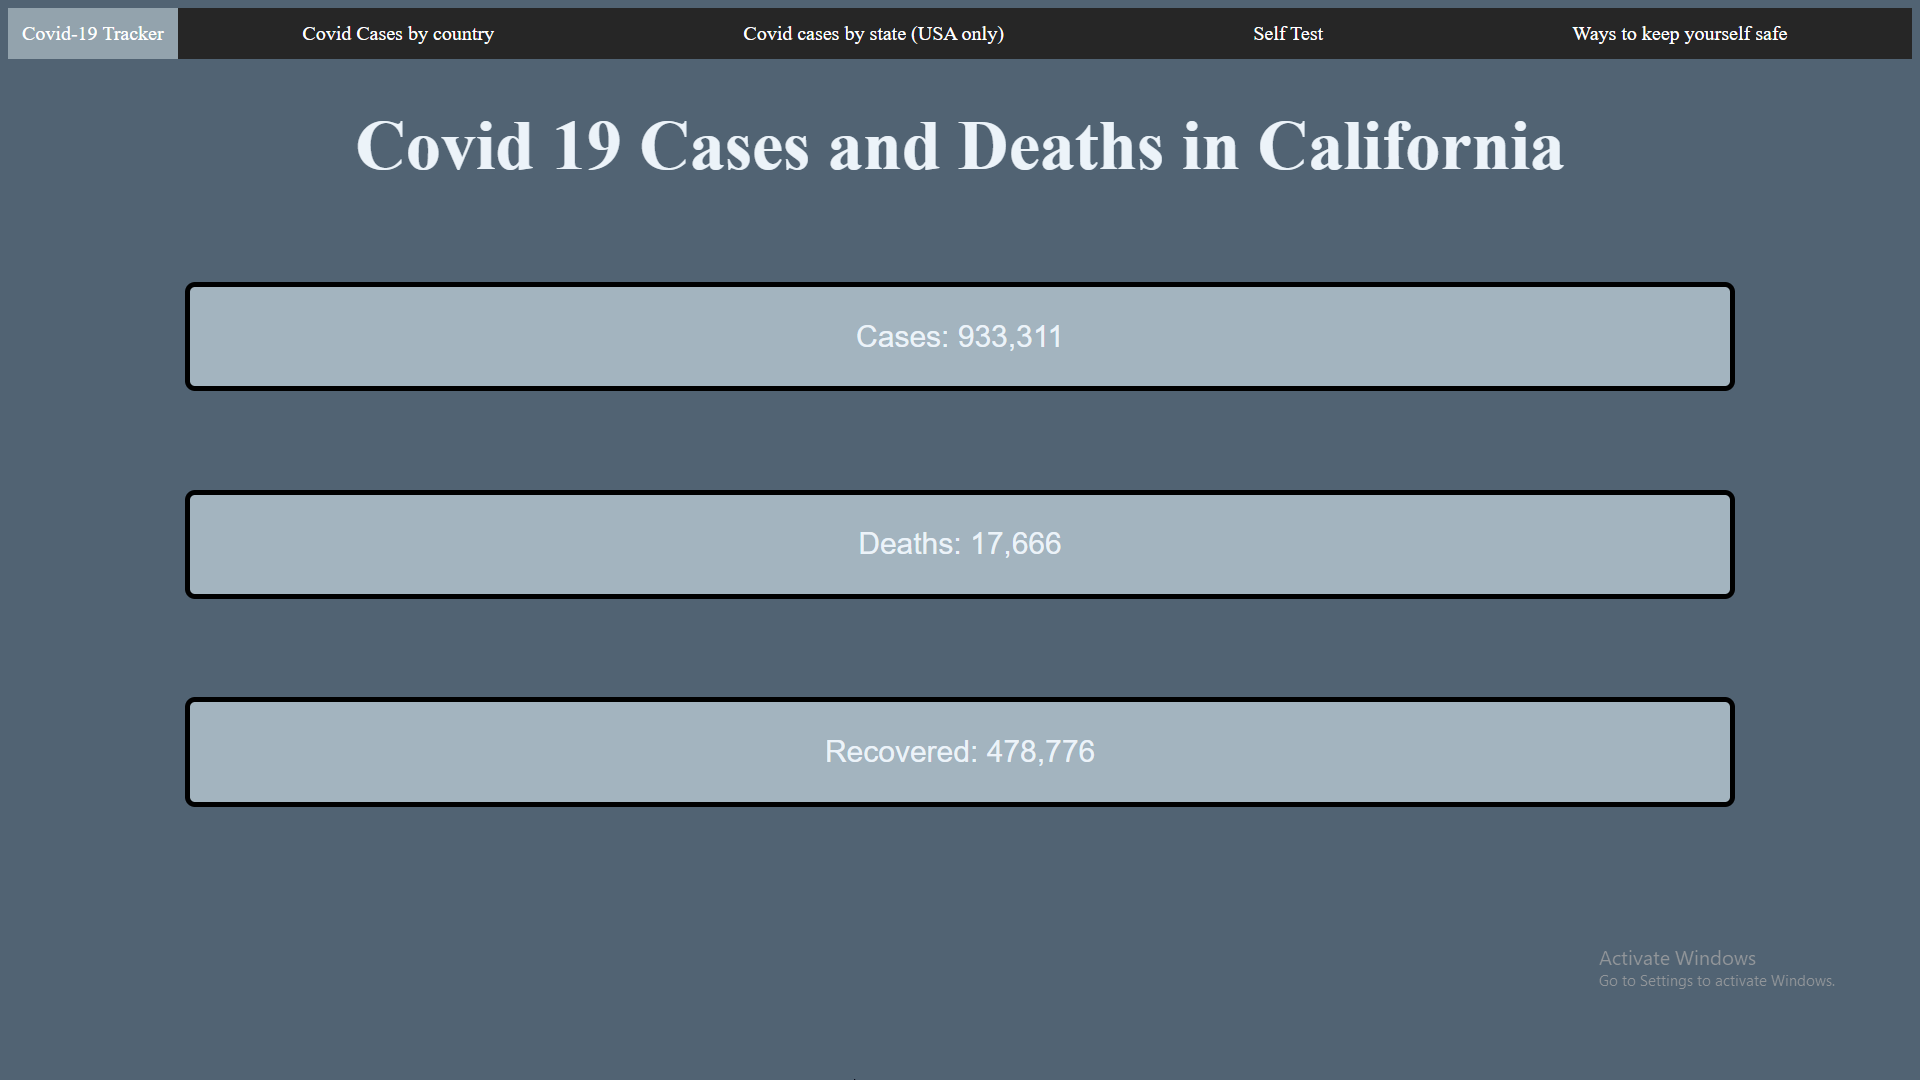 Covid-19 Tracker
Covid Cases by country
Covid cases by state (USA only)
Self Test
Ways to keep yourself safe
Covid 19 Cases and Deaths in California
Cases: 933,311
Deaths: 17,666
Recovered: 478,776
Activate Windows
Go to Settings to activate Windows.